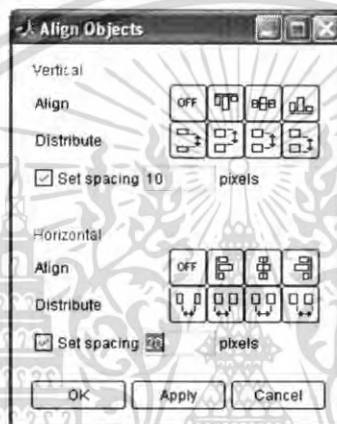 Align Objects
Vertical
Align OFF
Distribute
Set spacing 10 pixels
Horizontal
Align OFF
Distribute
Set spacing 20 pixels
OK Apply Cancel